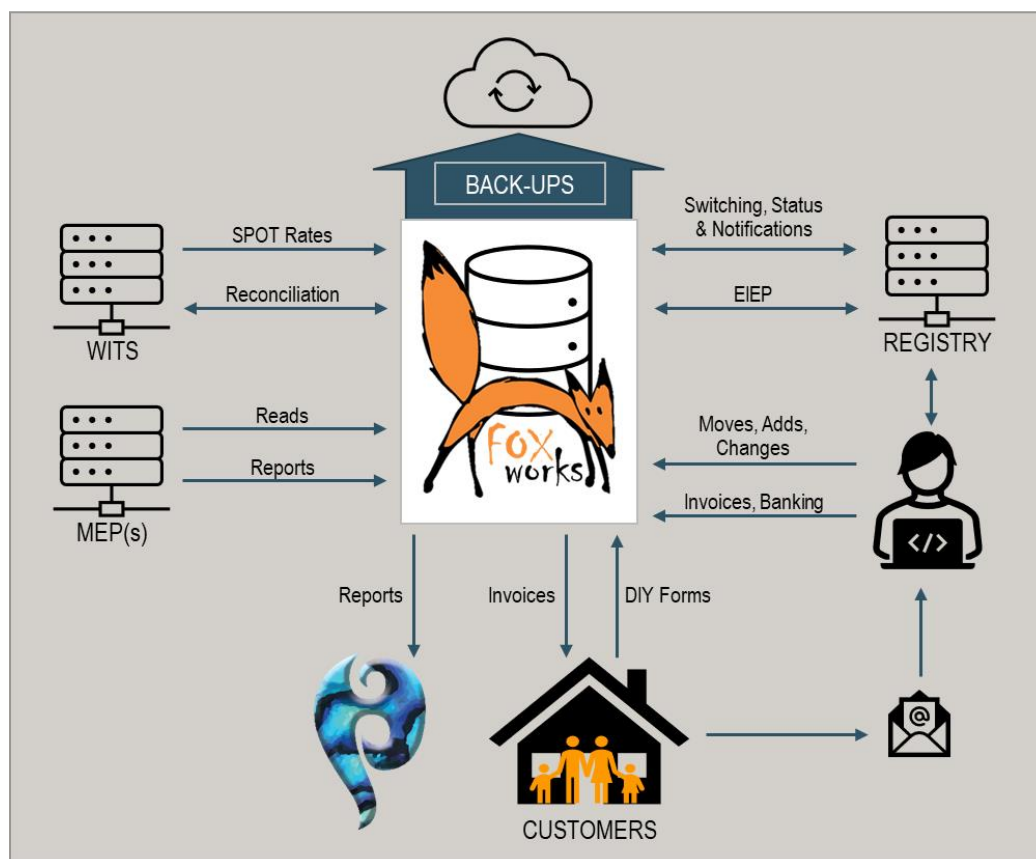 BACK-UPS
SPOT Rates
Reconciliation
WITS
Switching, Status
& Notifications
EIEP
REGISTRY
Reads
Reports
MEP(s)
FOX
works
Moves, Adds,
Changes
Invoices, Banking
</>
Reports
Invoices
DIY Forms
@
CUSTOMERS